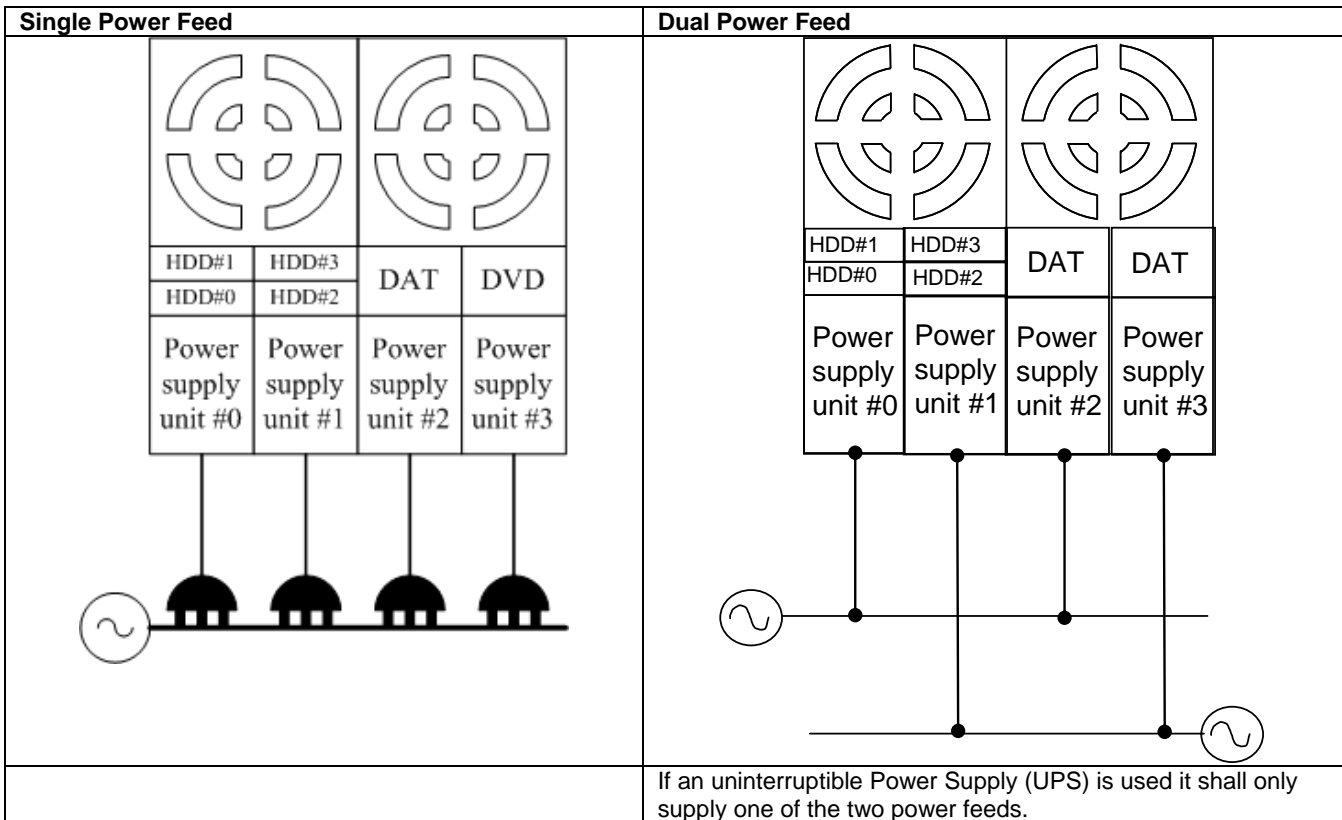 Single Power Feed
Dual Power Feed
HDD#1
HDD#3
HDD#0
HDD#2
DAT
DVD
Power
supply
unit #0
Power
supply
unit #1
Power
supply
unit #2
Power
supply
unit #3
HDD#1
HDD#3
HDD#0
HDD#2
DAT
DAT
Power
supply
unit #0
Power
supply
unit #1
Power
supply
unit #2
Power
supply
unit #3
If an uninterruptible Power Supply (UPS) is used it shall only
supply one of the two power feeds.